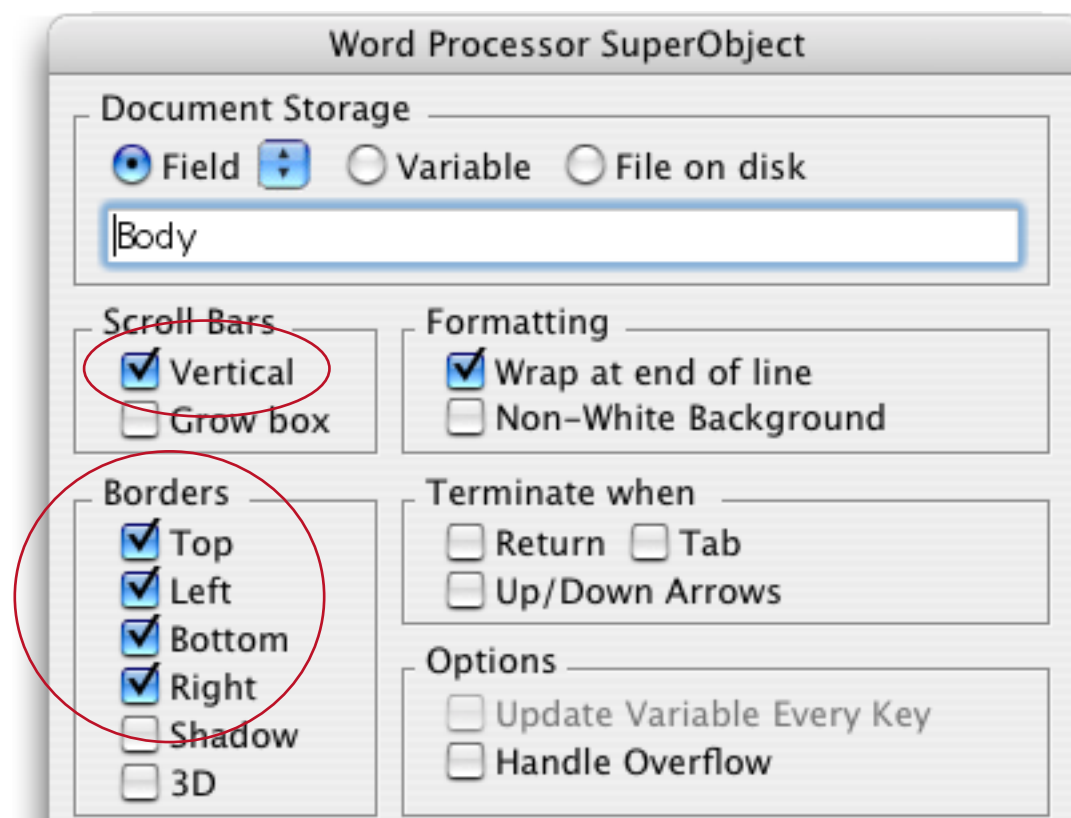 Word Processor SuperObject
Document Storage
Field Variable File on disk
Body
Scroll Bars
Vertical
Grow box
Formatting
Wrap at end of line
Non-White Background
Borders
Top
Left
Bottom
Right
Shadow
3D
Terminate when
Return Tab
Up/Down Arrows
Options
Update Variable Every Key
Handle Overflow